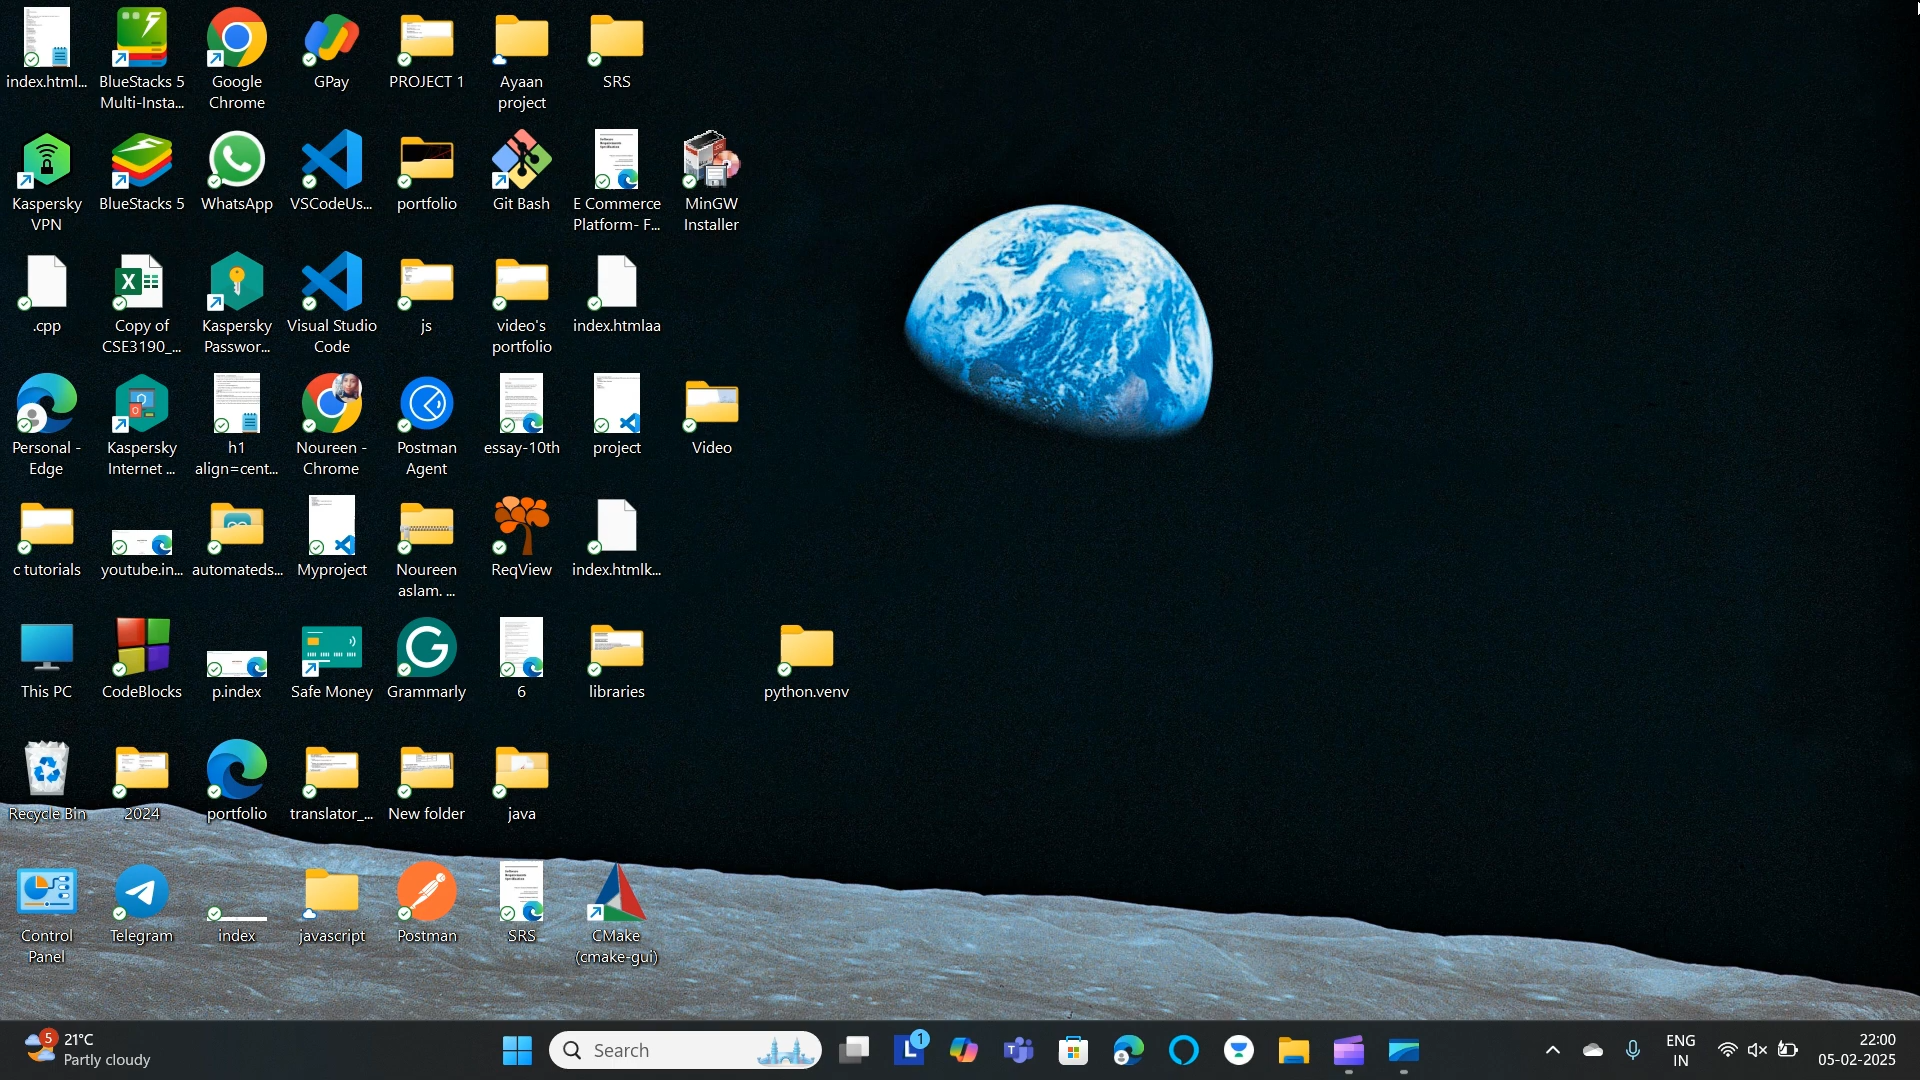 index.html...
BlueStacks 5
Multi-Insta...
Google
Chrome
GPay
PROJECT 1
Ayaan
project
SRS
Kaspersky
VPN
BlueStacks 5
WhatsApp
VSCodeUs...
portfolio
Git Bash
E Commerce
Platform- F...
MinGW
Installer
.cpp
Copy of
CSE3190_...
Kaspersky
Passwor...
Visual Studio
Code
js
video's
portfolio
index.htmlaa
Personal -
Edge
Kaspersky
Internet ...
h1
align=cent...
Noureen -
Chrome
Postman
Agent
essay-10th
project
Video
c tutorials
youtube.in...
automateds...
Myproject
Noureen
aslam. ...
ReqView
index.htmlk...
This PC
CodeBlocks
p.index
Safe Money
Grammarly
6
libraries
python.venv
Recycle Bin
2024
portfolio
translator_...
New folder
java
Control
Panel
Telegram
index
javascript
Postman
SRS
CMake
(cmake-gui)
5
21°C
Partly cloudy
Search
L
1
ENG
IN
22:00
05-02-2025